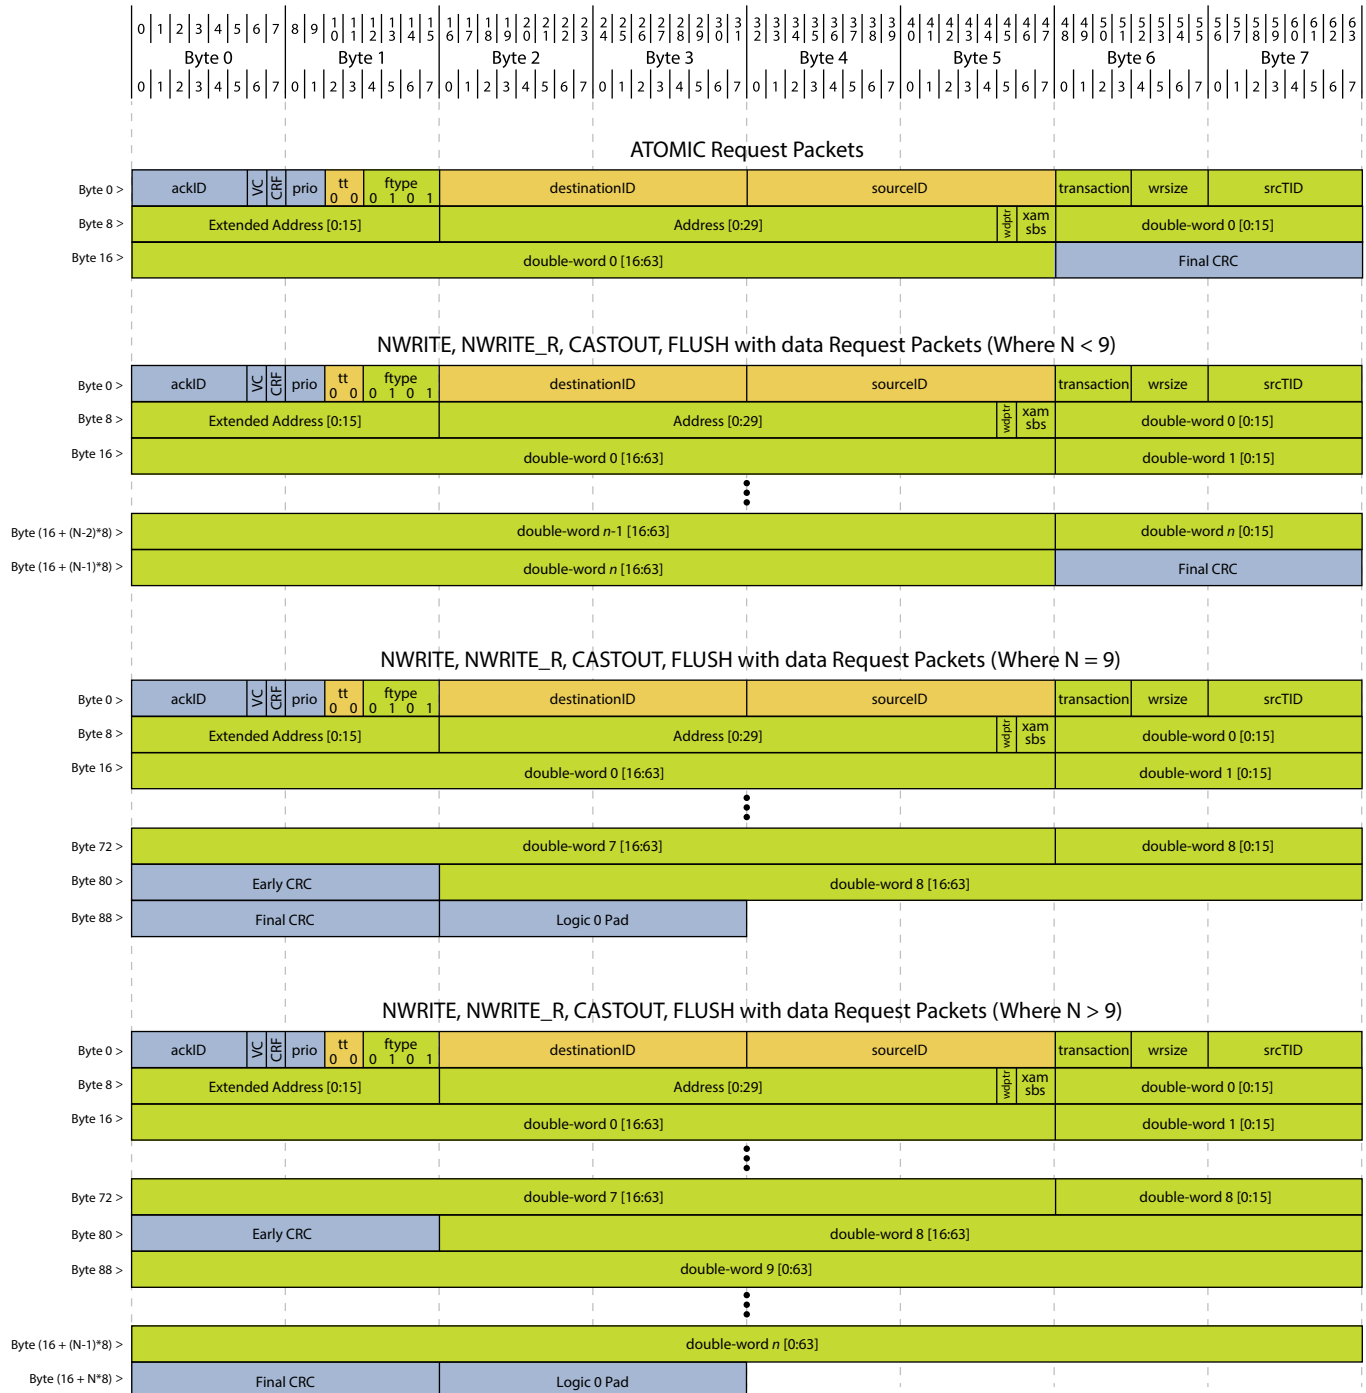 0 1 2 3 4 5 6 7 8 9 10 11 12 13 14 15 16 17 18 19 20 21 22 23 24 25 26 27 28 29 30 31 32 33 34 35 36 37 38 39 40 41 42 43 44 45 46 47 48 49 50 51 52 53 54 55 56 57 58 59 60 61 62 63
Byte 0 Byte 1 Byte 2 Byte 3 Byte 4 Byte 5 Byte 6 Byte 7
0 1 2 3 4 5 6 7 0 1 2 3 4 5 6 7 0 1 2 3 4 5 6 7 0 1 2 3 4 5 6 7 0 1 2 3 4 5 6 7 0 1 2 3 4 5 6 7 0 1 2 3 4 5 6 7 0 1 2 3 4 5 6 7
ATOMIC Request Packets
Byte 0 > ackID VC CRF prio tt 0 0 ftype 0 1 0 1 destinationID sourceID transaction wrsize srcTID
Byte 8 > Extended Address [0:15] Address [0:29] wdptr xam sbs double-word 0 [0:15]
Byte 16 > double-word 0 [16:63] Final CRC
NWRITE, NWRITE_R, CASTOUT, FLUSH with data Request Packets (Where N < 9)
Byte 0 > ackID VC CRF prio tt 0 0 ftype 0 1 0 1 destinationID sourceID transaction wrsize srcTID
Byte 8 > Extended Address [0:15] Address [0:29] wdptr xam sbs double-word 0 [0:15]
Byte 16 > double-word 0 [16:63] double-word 1 [0:15]
Byte (16 + (N-2)*8) > double-word n-1 [16:63] double-word n [0:15]
Byte (16 + (N-1)*8) > double-word n [16:63] Final CRC
NWRITE, NWRITE_R, CASTOUT, FLUSH with data Request Packets (Where N = 9)
Byte 0 > ackID VC CRF prio tt 0 0 ftype 0 1 0 1 destinationID sourceID transaction wrsize srcTID
Byte 8 > Extended Address [0:15] Address [0:29] wdptr xam sbs double-word 0 [0:15]
Byte 16 > double-word 0 [16:63] double-word 1 [0:15]
Byte 72 > double-word 7 [16:63] double-word 8 [0:15]
Byte 80 > Early CRC double-word 8 [16:63]
Byte 88 > Final CRC Logic 0 Pad
NWRITE, NWRITE_R, CASTOUT, FLUSH with data Request Packets (Where N > 9)
Byte 0 > ackID VC CRF prio tt 0 0 ftype 0 1 0 1 destinationID sourceID transaction wrsize srcTID
Byte 8 > Extended Address [0:15] Address [0:29] wdptr xam sbs double-word 0 [0:15]
Byte 16 > double-word 0 [16:63] double-word 1 [0:15]
Byte 72 > double-word 7 [16:63] double-word 8 [0:15]
Byte 80 > Early CRC double-word 8 [16:63]
Byte 88 > double-word 9 [0:63]
Byte (16 + (N-1)*8) > double-word n [0:63]
Byte (16 + N*8) > Final CRC Logic 0 Pad